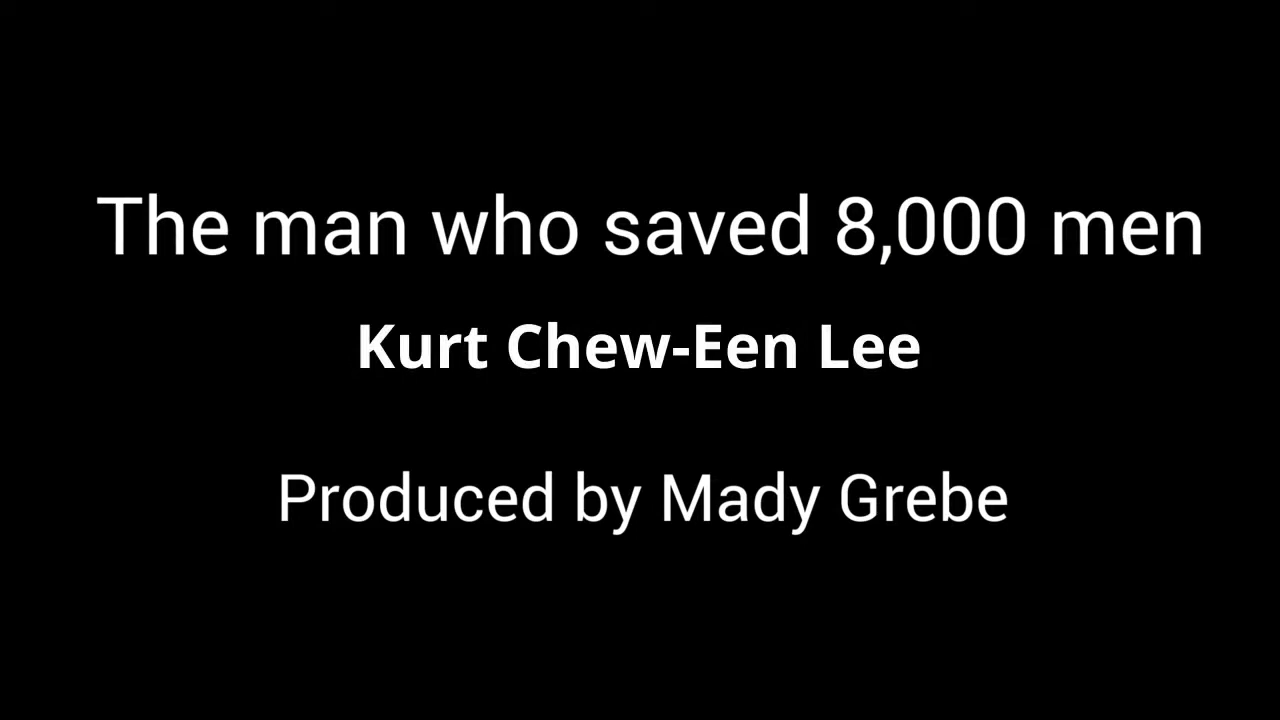 The man who saved 8,000 men
Kurt Chew-Een Lee
Produced by Mady Grebe